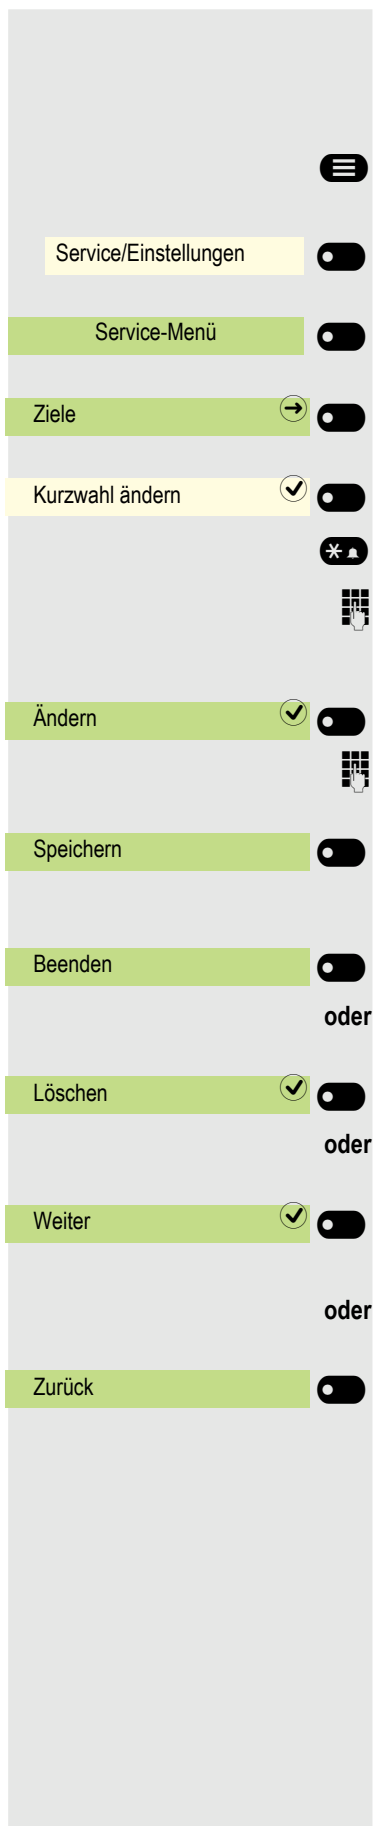 Service/Einstellungen
Service-Menü
Ziele
Kurzwahl ändern
Ändern
Speichern
Beenden
oder
Löschen
oder
Weiter
oder
Zurück